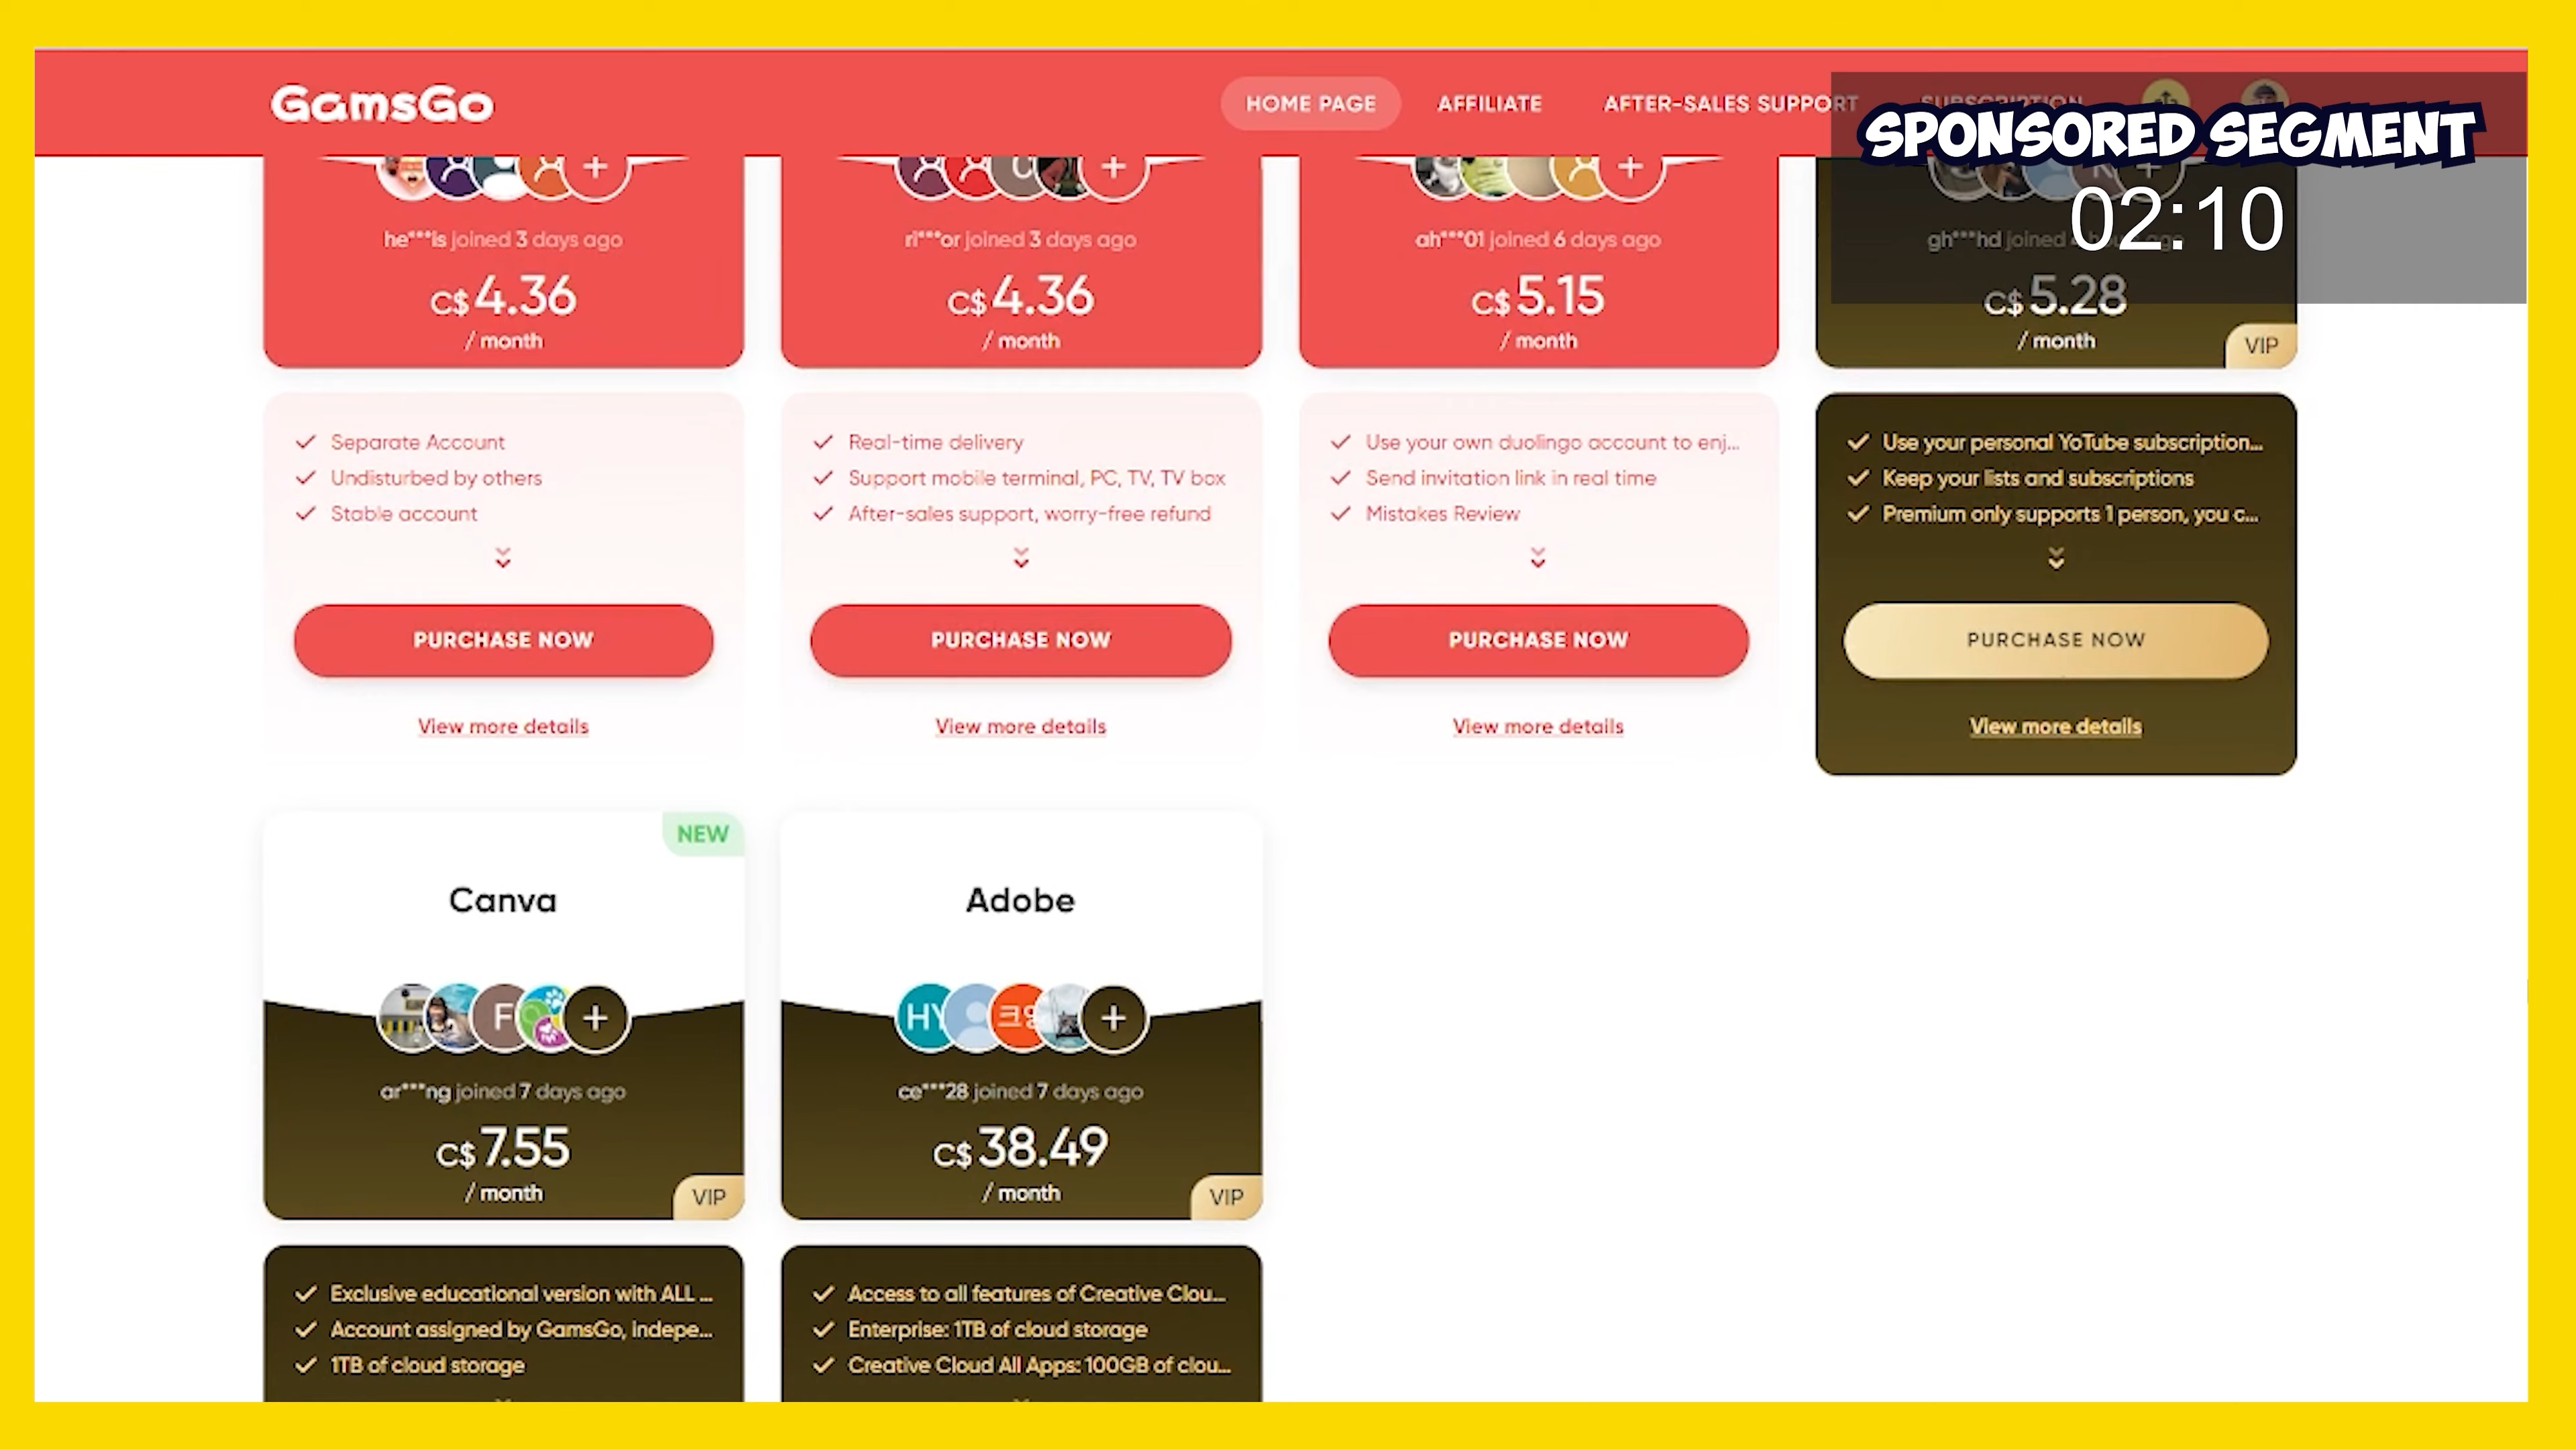 GamsGo
HOME PAGE
AFFILIATE
AFTER-SALES SUPPORT
SUBSCRIPTION
SPONSORED SEGMENT
02:10
he***ls joined 3 days ago
C$ 4.36
/ month
ri***or joined 3 days ago
C$ 4.36
/ month
ah***01 joined 6 days ago
C$ 5.15
/ month
gh***hd joined
C$ 5.28
/ month
VIP
Separate Account
Undisturbed by others
Stable account
PURCHASE NOW
View more details
Real-time delivery
Support mobile terminal, PC, TV, TV box
After-sales support, worry-free refund
PURCHASE NOW
View more details
Use your own duolingo account to enj...
Send invitation link in real time
Mistakes Review
PURCHASE NOW
View more details
Use your personal YoTube subscription...
Keep your lists and subscriptions
Premium only supports 1 person, you c...
PURCHASE NOW
View more details
NEW
Canva
F
ar***ng joined 7 days ago
C$ 7.55
/ month
VIP
Adobe
HY
ce***28 joined 7 days ago
C$ 38.49
/ month
VIP
Exclusive educational version with ALL ...
Account assigned by GamsGo, indepe...
1TB of cloud storage
Access to all features of Creative Clou...
Enterprise: 1TB of cloud storage
Creative Cloud All Apps: 100GB of clou...